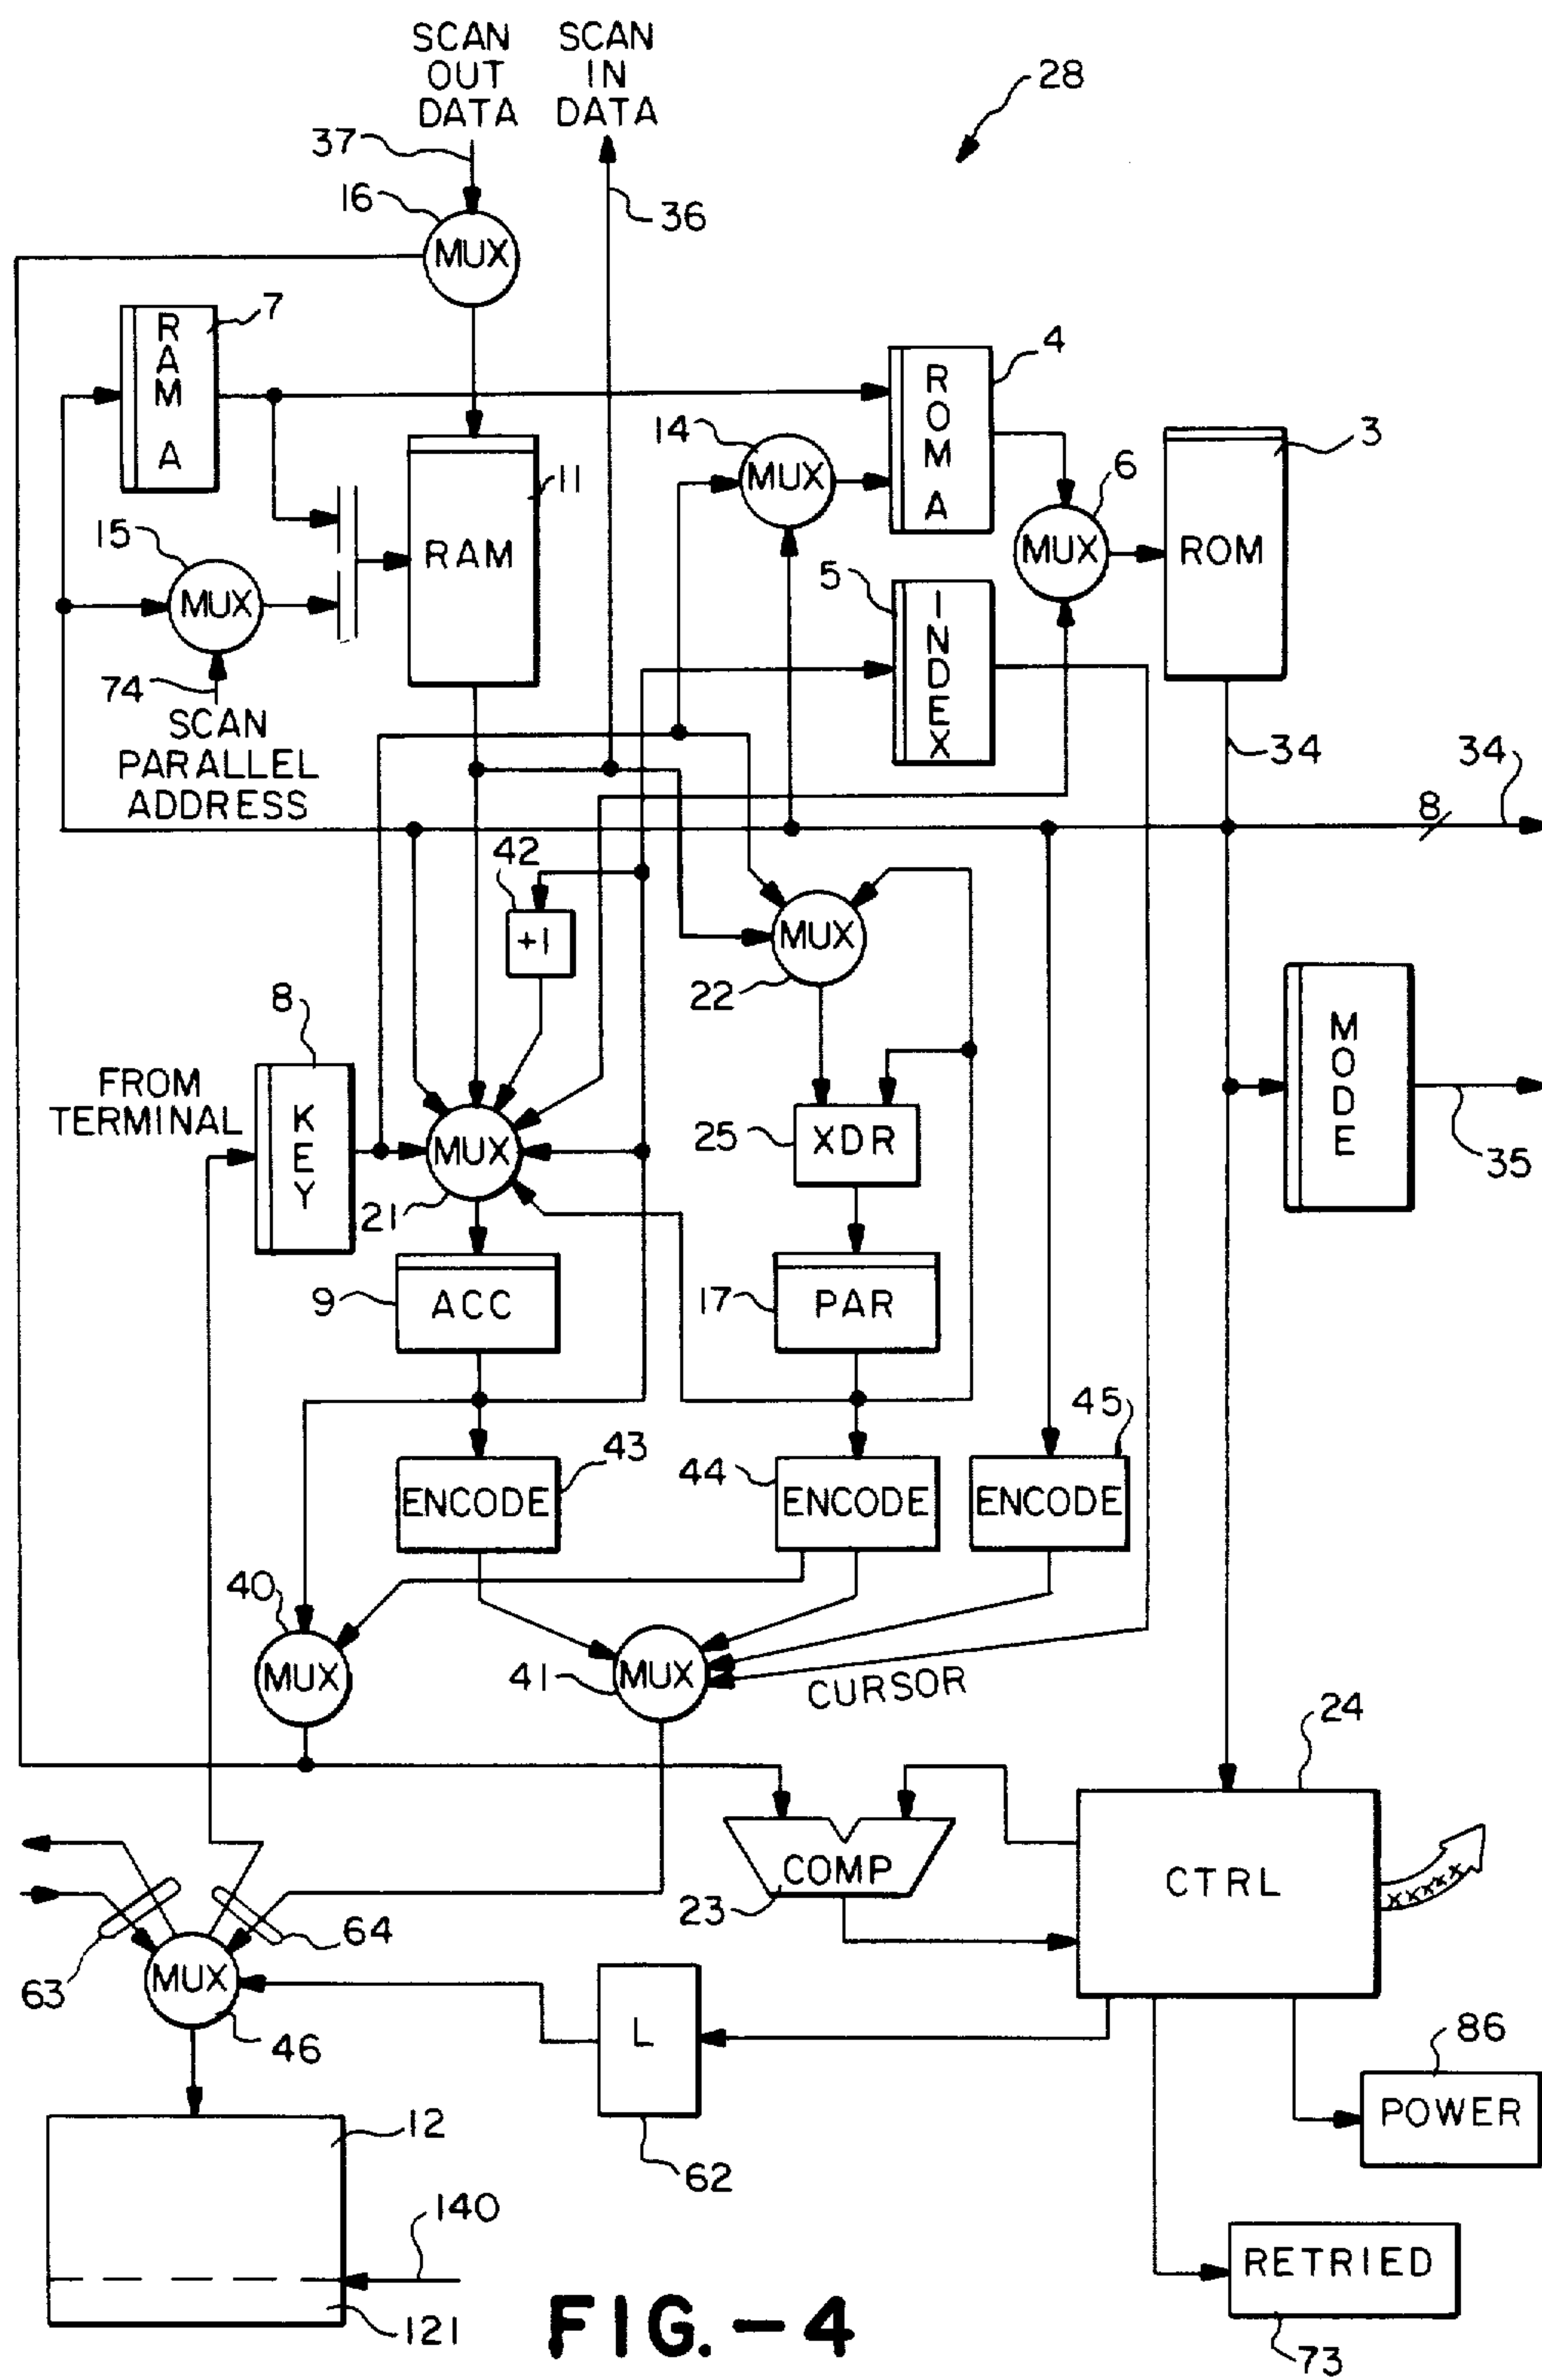 SCAN OUT DATA
SCAN IN DATA
28
37
16
MUX
36
7
RAM A
4
ROM A
14
MUX
3
11
6
15
MUX
RAM
MUX
ROM
5
INDEX
74
SCAN PARALLEL ADDRESS
34
34
8
42
+1
MUX
22
8
MODE
FROM TERMINAL
KEY
MUX
25
XDR
35
21
9
ACC
17
PAR
45
43
44
ENCODE
ENCODE
ENCODE
40
MUX
41
MUX
CURSOR
24
COMP
CTRL
xxxxx
23
64
63
MUX
L
46
86
POWER
12
62
140
RETRIED
121
73
FIG.-4